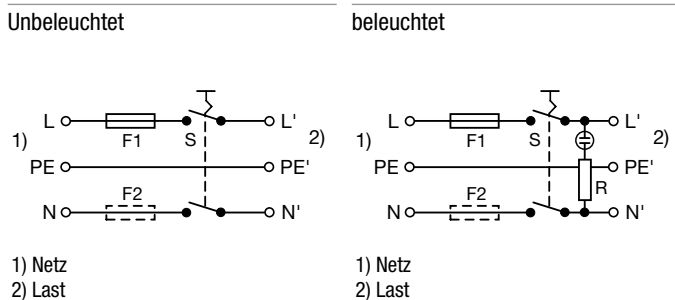 Unbeleuchtet
L F1 S L'
1) 2)
PE PE'
F2
N N'
1) Netz
2) Last
beleuchtet
L F1 S L'
1) 2)
PE PE'
F2 R
N N'
1) Netz
2) Last